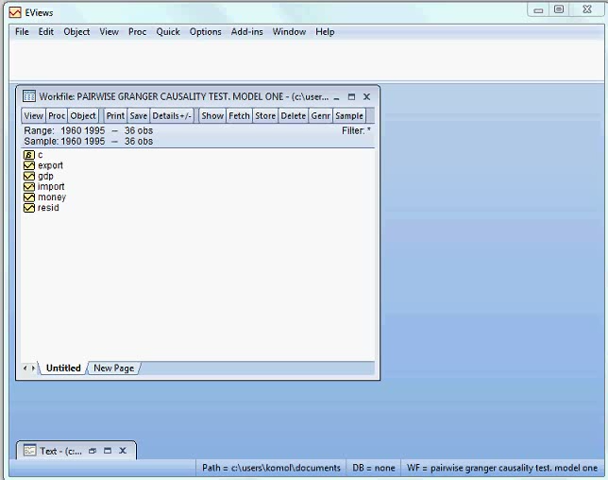 EViews
File Edit Object View Proc Quick Options Add-ins Window Help
Workfile: PAIRWISE GRANGER CAUSALITY TEST. MODEL ONE - (c:\user...
View Proc Object Print Save Details+/- Show Fetch Store Delete Genr Sample
Range: 1960 1995 – 36 obs Filter: *
Sample: 1960 1995 – 36 obs
β c
export
gdp
import
money
resid
Untitled New Page
Text - (c:...
Path = c:\users\komol\documents DB = none WF = pairwise granger causality test. model one